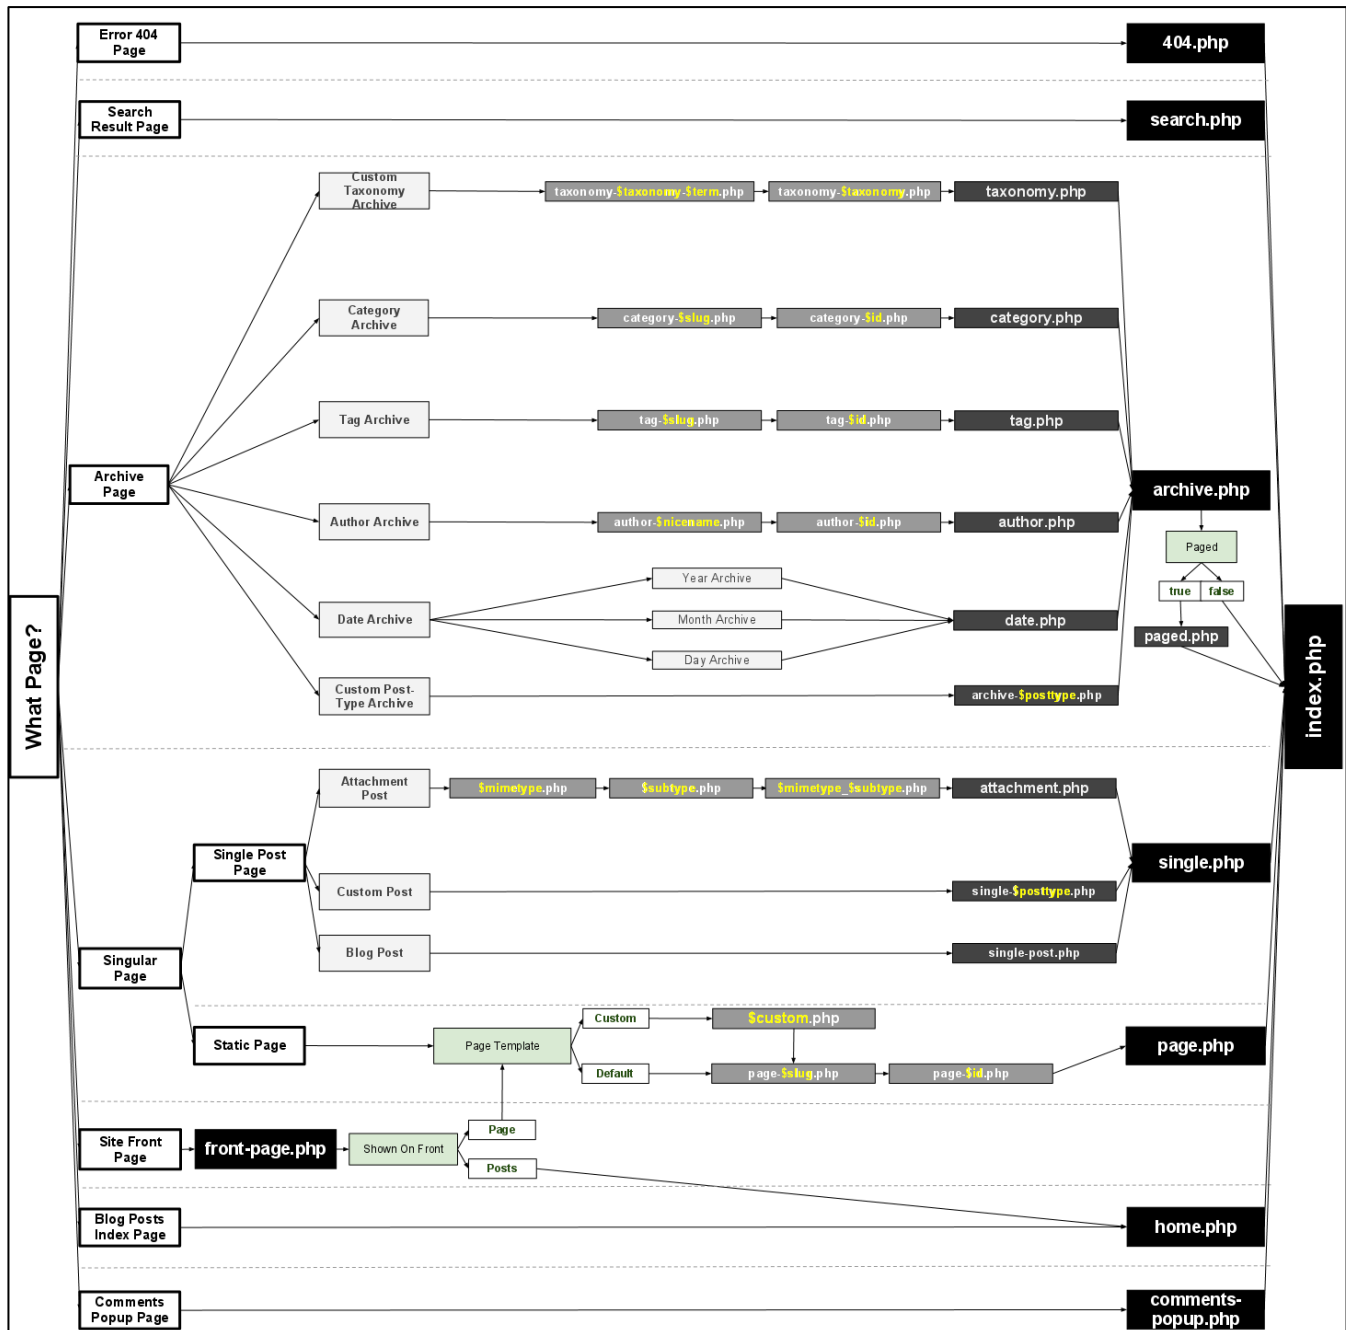 What Page?
Error 404
Page
404.php
Search
Result Page
search.php
Archive
Page
Custom
Taxonomy
Archive
taxonomy-$taxonomy-$term.php
taxonomy-$taxonomy.php
taxonomy.php
Category
Archive
category-$slug.php
category-$id.php
category.php
Tag Archive
tag-$slug.php
tag-$id.php
tag.php
Author Archive
author-$nicename.php
author-$id.php
author.php
Date Archive
Year Archive
Month Archive
Day Archive
date.php
Custom Post-
Type Archive
archive-$posttype.php
archive.php
Paged
true
false
paged.php
index.php
Singular
Page
Single Post
Page
Attachment
Post
$mimetype.php
$subtype.php
$mimetype_$subtype.php
attachment.php
Custom Post
single-$posttype.php
Blog Post
single-post.php
single.php
Static Page
Page Template
Custom
$custom.php
Default
page-$slug.php
page-$id.php
page.php
Site Front
Page
front-page.php
Shown On Front
Page
Posts
Blog Posts
Index Page
home.php
Comments
Popup Page
comments-
popup.php